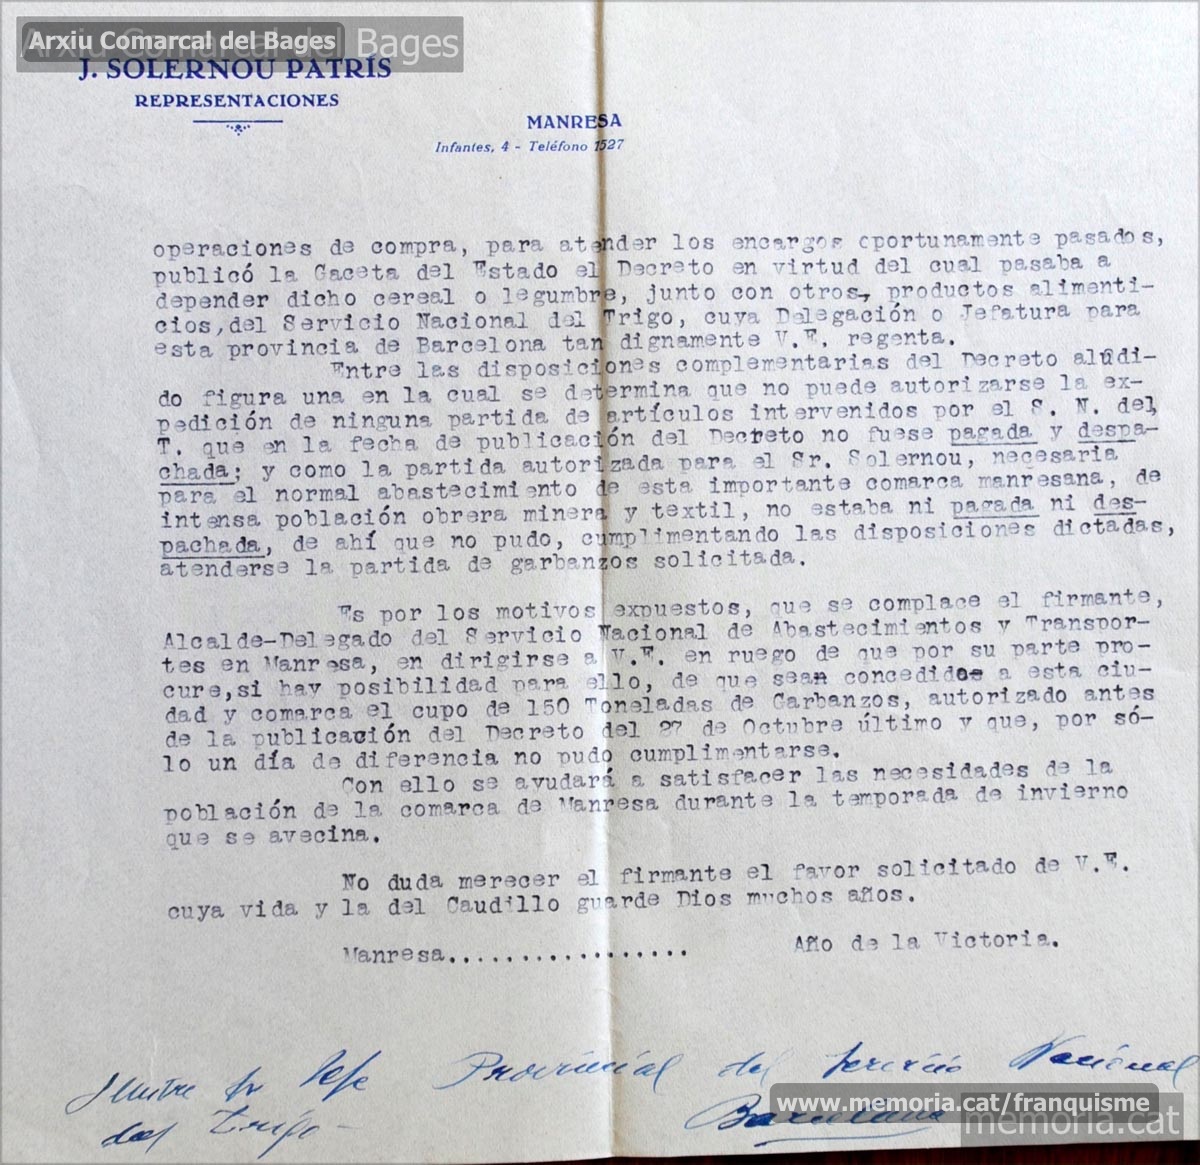 Arxiu Comarcal del Bages
Arxiu Comarcal del Bages
J. SOLERNOU PATRÍS
REPRESENTACIONES
MANRESA
Infantes, 4 - Teléfono 1527
operaciones de compra, para atender los encargos oportunamente pasados,
publicó la Gaceta del Estado el Decreto en virtud del cual pasaba a
depender dicho cereal o legumbre, junto con otros, productos alimenti-
cios, del Servicio Nacional del Trigo, cuya Delegación o Jefatura para
esta provincia de Barcelona tan dignamente V.E. regenta.
Entre las disposiciones complementarias del Decreto aludi-
do figura una en la cual se determina que no puede autorizarse la ex-
pedición de ninguna partida de artículos intervenidos por el S. N. del
T. que en la fecha de publicación del Decreto no fuese pagada y despa-
chada; y como la partida autorizada para el Sr. Solernou, necesaria
para el normal abastecimiento de esta importante comarca manresana, de
intensa población obrera minera y textil, no estaba ni pagada ni des-
pachada, de ahí que no pudo, cumplimentando las disposiciones dictadas,
atenderse la partida de garbanzos solicitada.
Es por los motivos expuestos, que se complace el firmante,
Alcalde-Delegado del Servicio Nacional de Abastecimientos y Transpor-
tes en Manresa, en dirigirse a V.E. en ruego de que por su parte pro-
cure, si hay posibilidad para ello, de que sean concedidos a esta ciu-
dad y comarca el cupo de 150 Toneladas de Garbanzos, autorizado antes
de la publicación del Decreto del 27 de Octubre último y que, por só-
lo un día de diferencia no pudo cumplimentarse.
Con ello se ayudará a satisfacer las necesidades de la
población de la comarca de Manresa durante la temporada de invierno
que se avecina.
No duda merecer el firmante el favor solicitado de V.E.
cuya vida y la del Caudillo guarde Dios muchos años.
Manresa................. Año de la Victoria.
Ilustre Sr Jefe Provincial del Servicio Nacional
del Trigo - Barcelona
www.memoria.cat/franquisme
memoria.cat